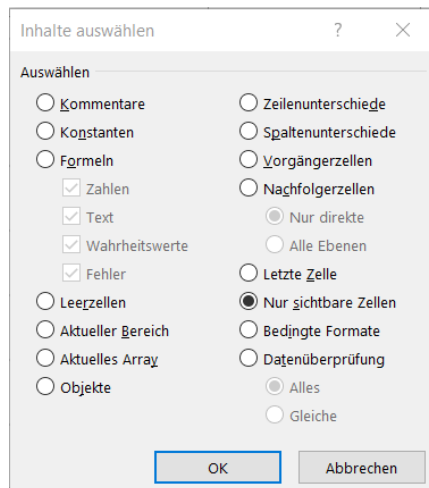 Inhalte auswählen
Auswählen
Kommentare
Konstanten
Formeln
Zahlen
Text
Wahrheitswerte
Fehler
Leerzellen
Aktueller Bereich
Aktuelles Array
Objekte
Zeilenunterschiede
Spaltenunterschiede
Vorgängerzellen
Nachfolgerzellen
Nur direkte
Alle Ebenen
Letzte Zelle
Nur sichtbare Zellen
Bedingte Formate
Datenüberprüfung
Alles
Gleiche
OK
Abbrechen